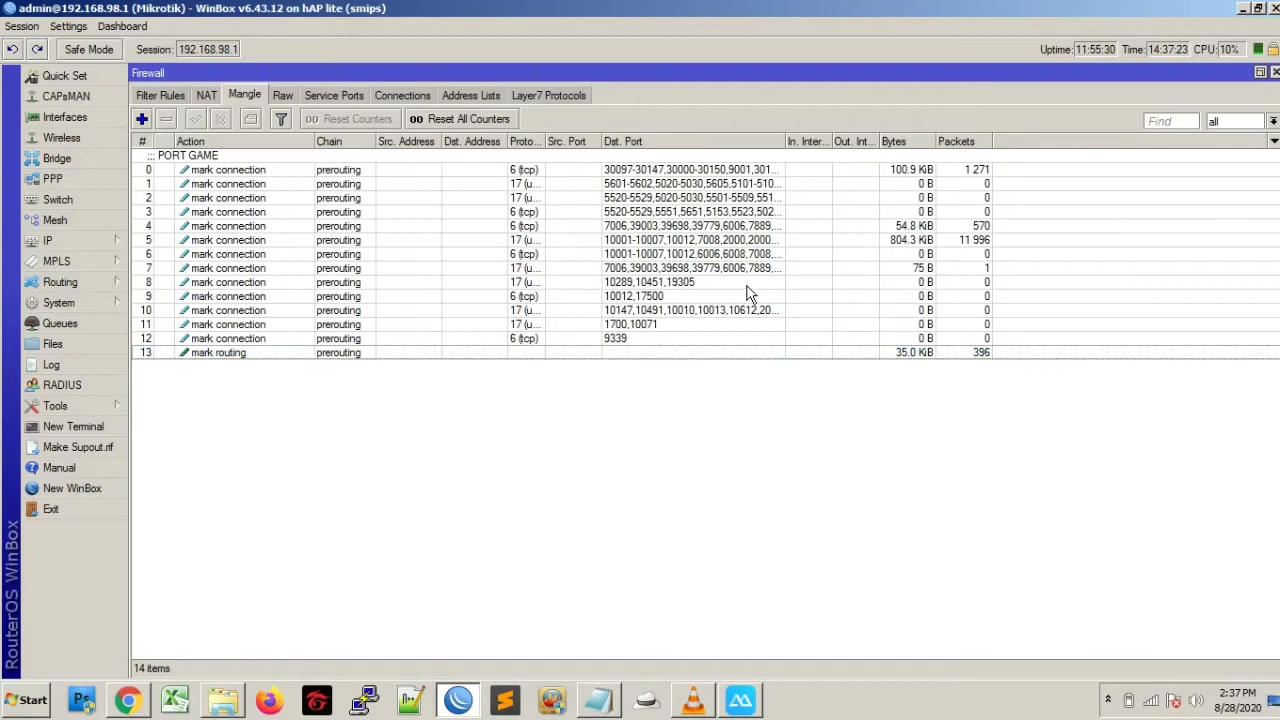 admin@192.168.98.1 (Mikrotik) - WinBox v6.43.12 on hAP lite (smips)
Session Settings Dashboard
Safe Mode Session: 192.168.98.1 Uptime: 11:55:30 Time: 14:37:23 CPU: 10%
Quick Set
CAPsMAN
Interfaces
Wireless
Bridge
PPP
Switch
Mesh
IP
MPLS
Routing
System
Queues
Files
Log
RADIUS
Tools
New Terminal
Make Supout.rif
Manual
New WinBox
Exit
RouterOS WinBox
Firewall
Filter Rules NAT Mangle Raw Service Ports Connections Address Lists Layer7 Protocols
00 Reset Counters 00 Reset All Counters Find all
# Action Chain Src. Address Dst. Address Proto... Src. Port Dst. Port In. Inter... Out. Int... Bytes Packets
::: PORT GAME
0 mark connection prerouting 6 (tcp) 30097-30147,30000-30150,9001,301... 100.9 KiB 1 271
1 mark connection prerouting 17 (u... 5601-5602,5020-5030,5605,5101-510... 0 B 0
2 mark connection prerouting 17 (u... 5520-5529,5020-5030,5501-5509,551... 0 B 0
3 mark connection prerouting 6 (tcp) 5520-5529,5551,5651,5153,5523,502... 0 B 0
4 mark connection prerouting 6 (tcp) 7006,39003,39698,39779,6006,7889,... 54.8 KiB 570
5 mark connection prerouting 17 (u... 10001-10007,10012,7008,2000,2000... 804.3 KiB 11 996
6 mark connection prerouting 6 (tcp) 10001-10007,10012,6006,6008,7008,... 0 B 0
7 mark connection prerouting 17 (u... 7006,39003,39698,39779,6006,7889,... 75 B 1
8 mark connection prerouting 17 (u... 10289,10451,19305 0 B 0
9 mark connection prerouting 6 (tcp) 10012,17500 0 B 0
10 mark connection prerouting 17 (u... 10147,10491,10010,10013,10612,20... 0 B 0
11 mark connection prerouting 17 (u... 1700,10071 0 B 0
12 mark connection prerouting 6 (tcp) 9339 0 B 0
13 mark routing prerouting 35.0 KiB 396
14 items
Start
Ps
2:37 PM
8/28/2020